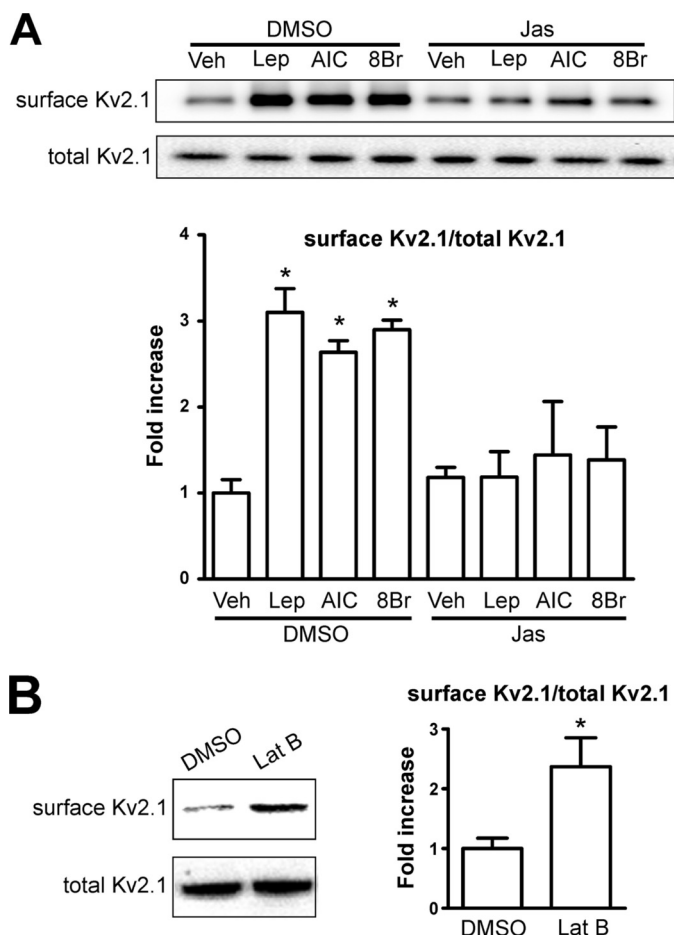 A
DMSO Jas
Veh Lep AIC 8Br Veh Lep AIC 8Br
surface Kv2.1
total Kv2.1
surface Kv2.1/total Kv2.1
Fold increase
4
3
2
1
0
* * *
Veh Lep AIC 8Br Veh Lep AIC 8Br
DMSO Jas
B
DMSO Lat B
surface Kv2.1
total Kv2.1
surface Kv2.1/total Kv2.1
Fold increase
3
2
1
0
*
DMSO Lat B